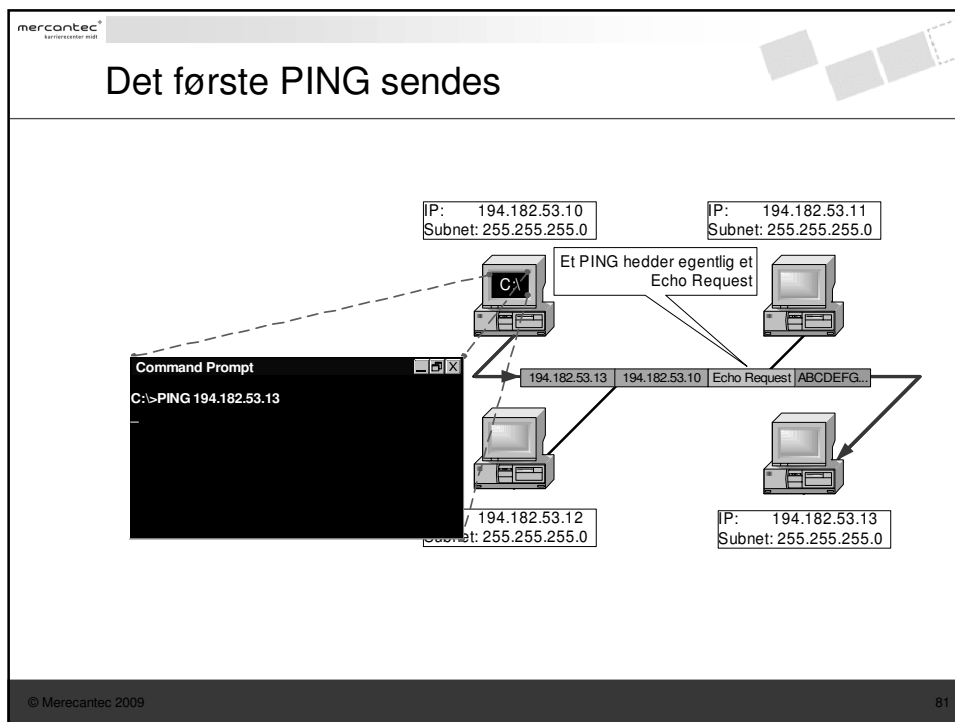 mercantec+
karrierecenter midt
Det første PING sendes
IP: 194.182.53.10
Subnet: 255.255.255.0
IP: 194.182.53.11
Subnet: 255.255.255.0
Et PING hedder egentlig et
Echo Request
C:\
Command Prompt
C:\>PING 194.182.53.13
_
194.182.53.13 194.182.53.10 Echo Request ABCDEFG...
194.182.53.12
255.255.255.0
IP: 194.182.53.13
Subnet: 255.255.255.0
© Merecantec 2009
81